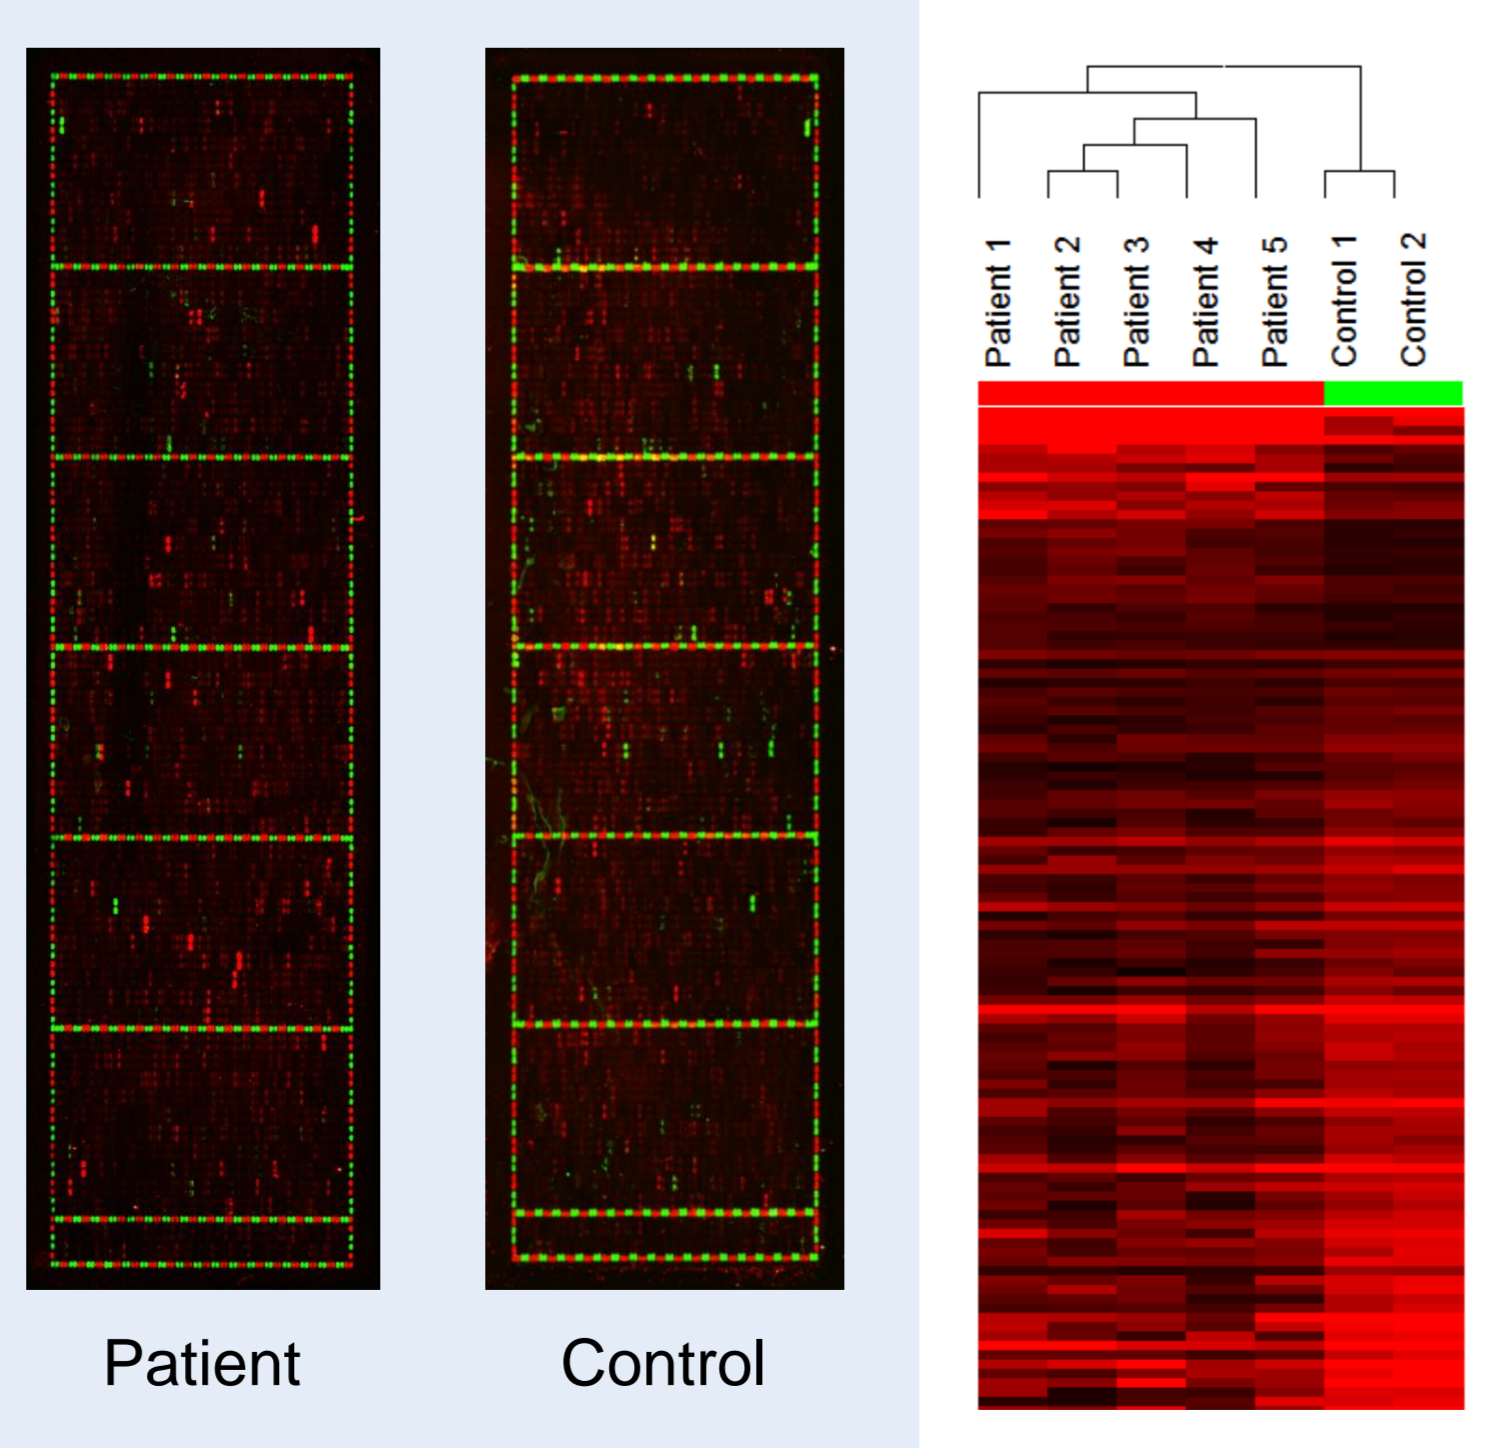 Patient 1
Patient 2
Patient 3
Patient 4
Patient 5
Control 1
Control 2
Patient
Control